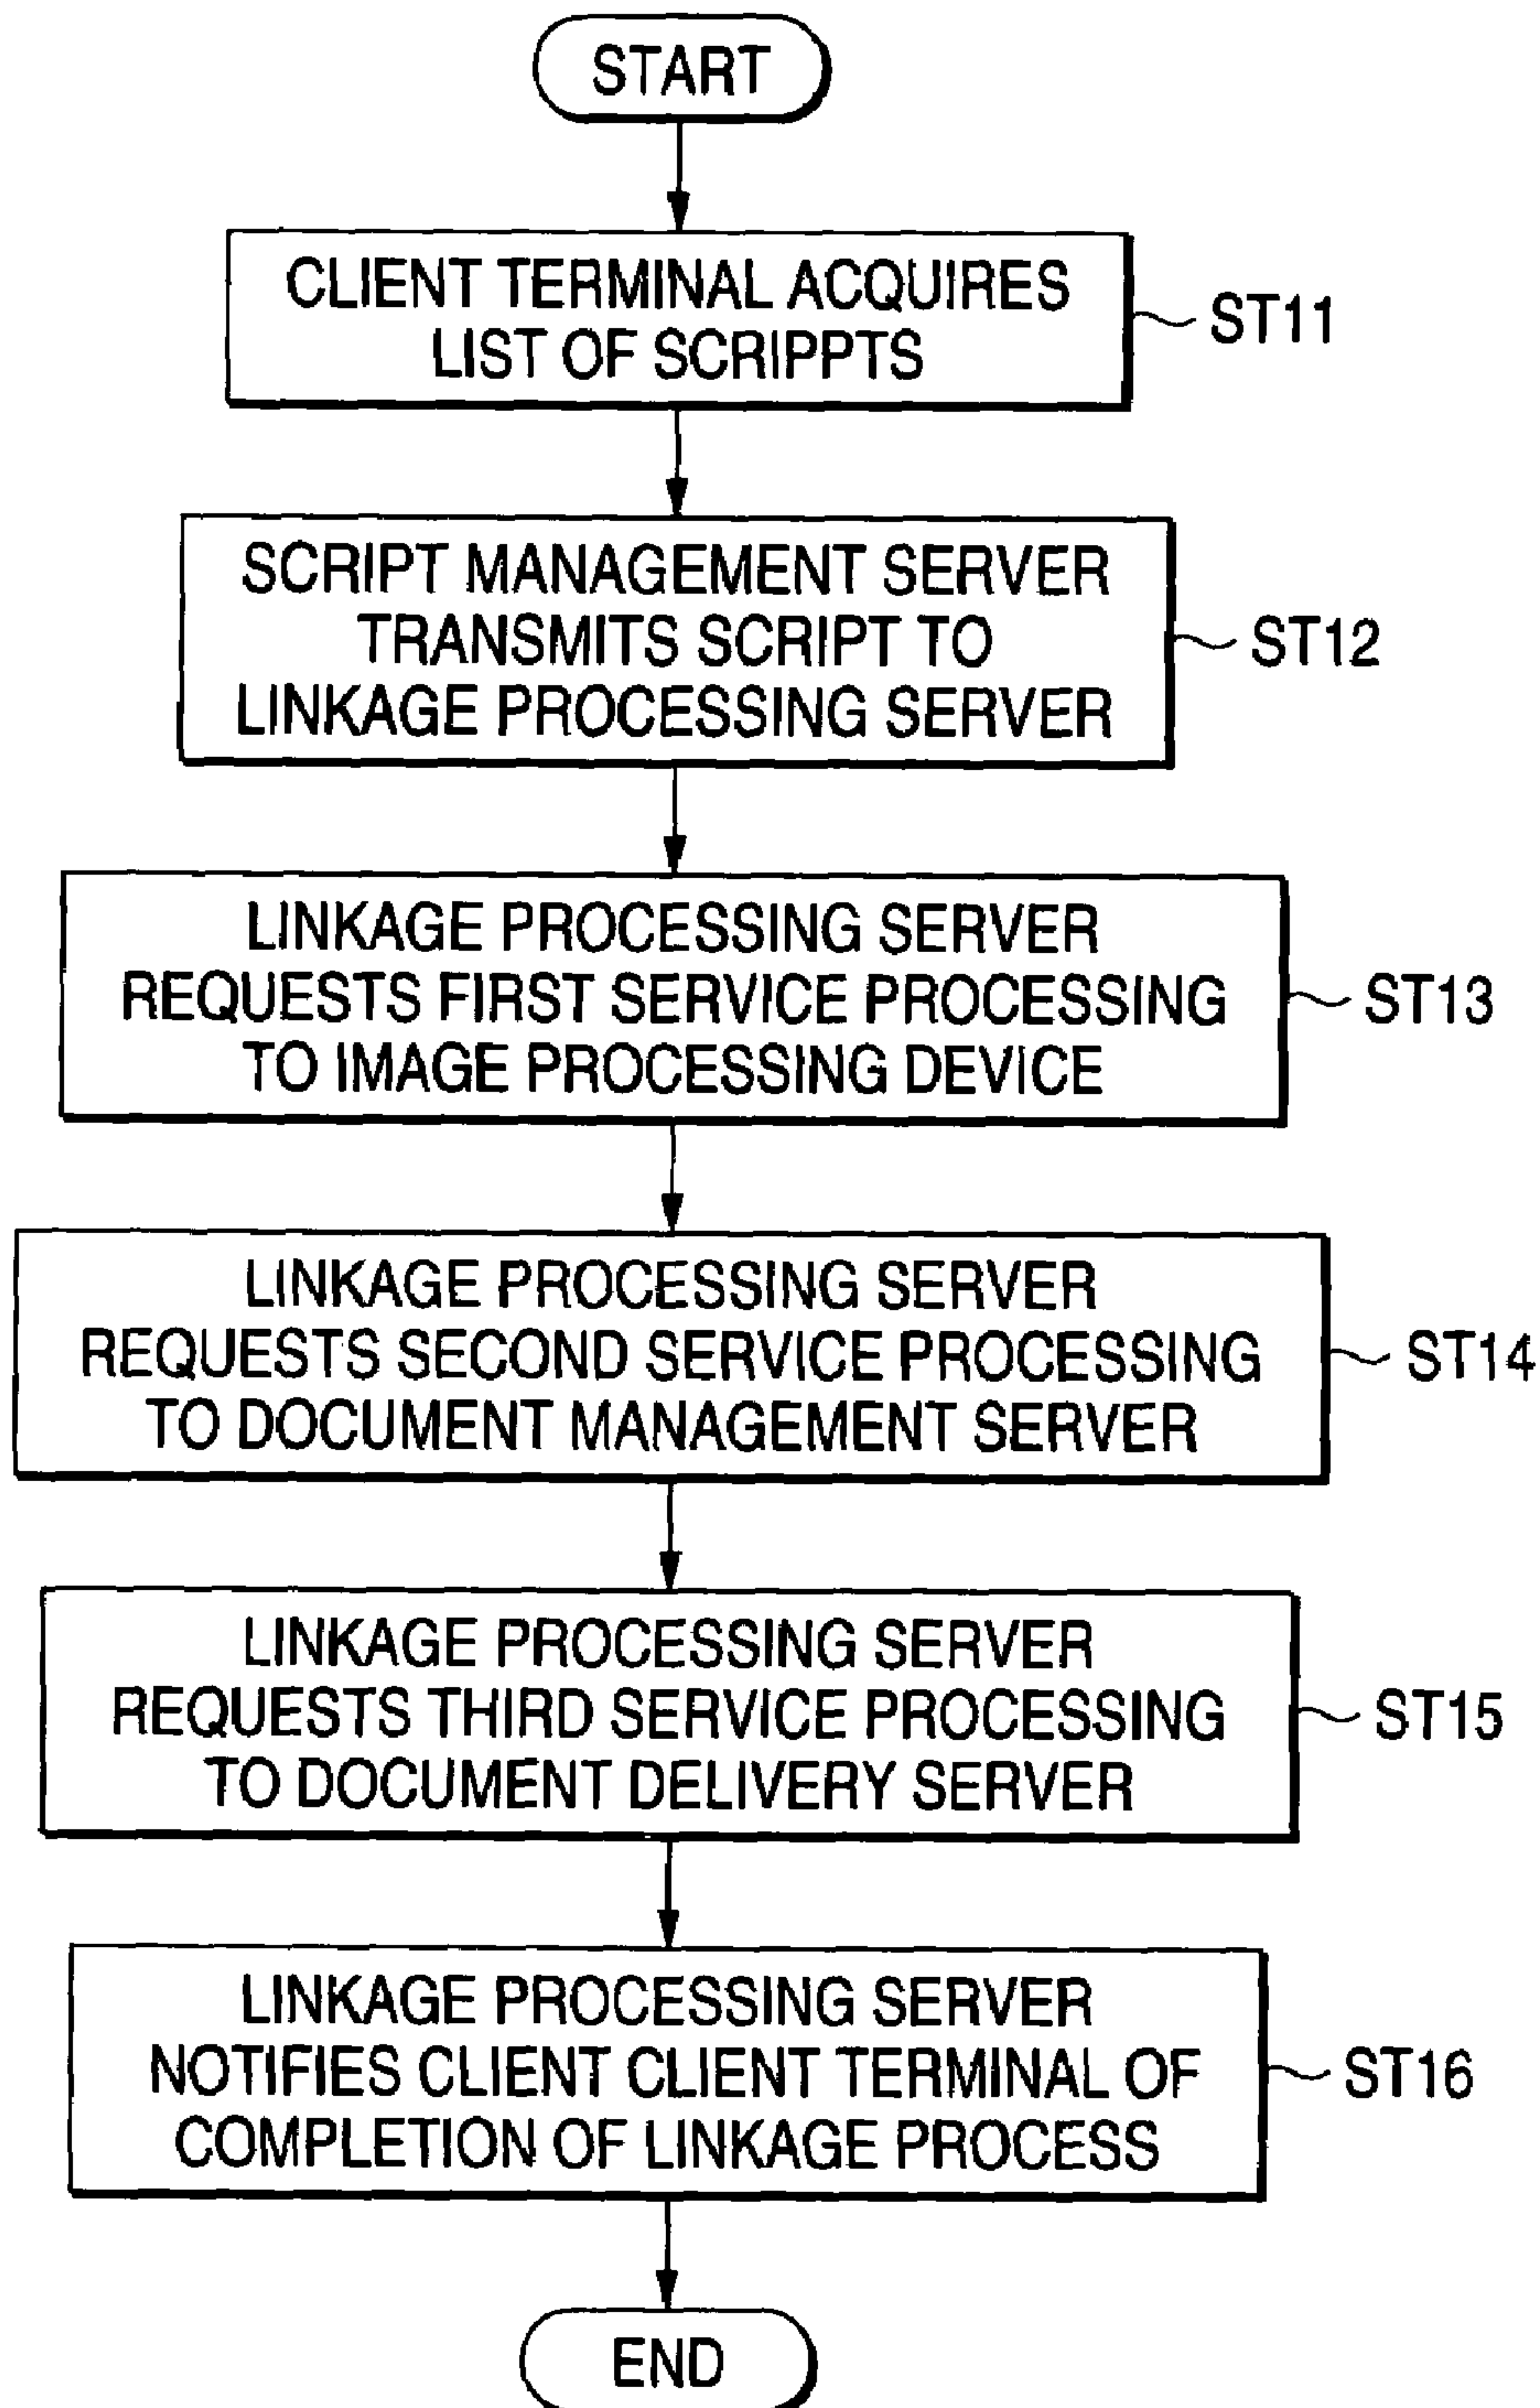 START
CLIENT TERMINAL ACQUIRES
LIST OF SCRIPPTS
ST11
SCRIPT MANAGEMENT SERVER
TRANSMITS SCRIPT TO
LINKAGE PROCESSING SERVER
ST12
LINKAGE PROCESSING SERVER
REQUESTS FIRST SERVICE PROCESSING
TO IMAGE PROCESSING DEVICE
ST13
LINKAGE PROCESSING SERVER
REQUESTS SECOND SERVICE PROCESSING
TO DOCUMENT MANAGEMENT SERVER
ST14
LINKAGE PROCESSING SERVER
REQUESTS THIRD SERVICE PROCESSING
TO DOCUMENT DELIVERY SERVER
ST15
LINKAGE PROCESSING SERVER
NOTIFIES CLIENT CLIENT TERMINAL OF
COMPLETION OF LINKAGE PROCESS
ST16
END